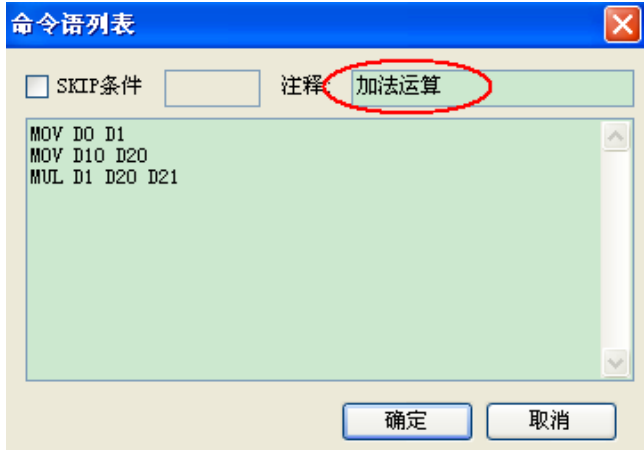 命令语列表
SKIP条件 注释: 加法运算
MOV D0 D1
MOV D10 D20
MUL D1 D20 D21
确定 取消